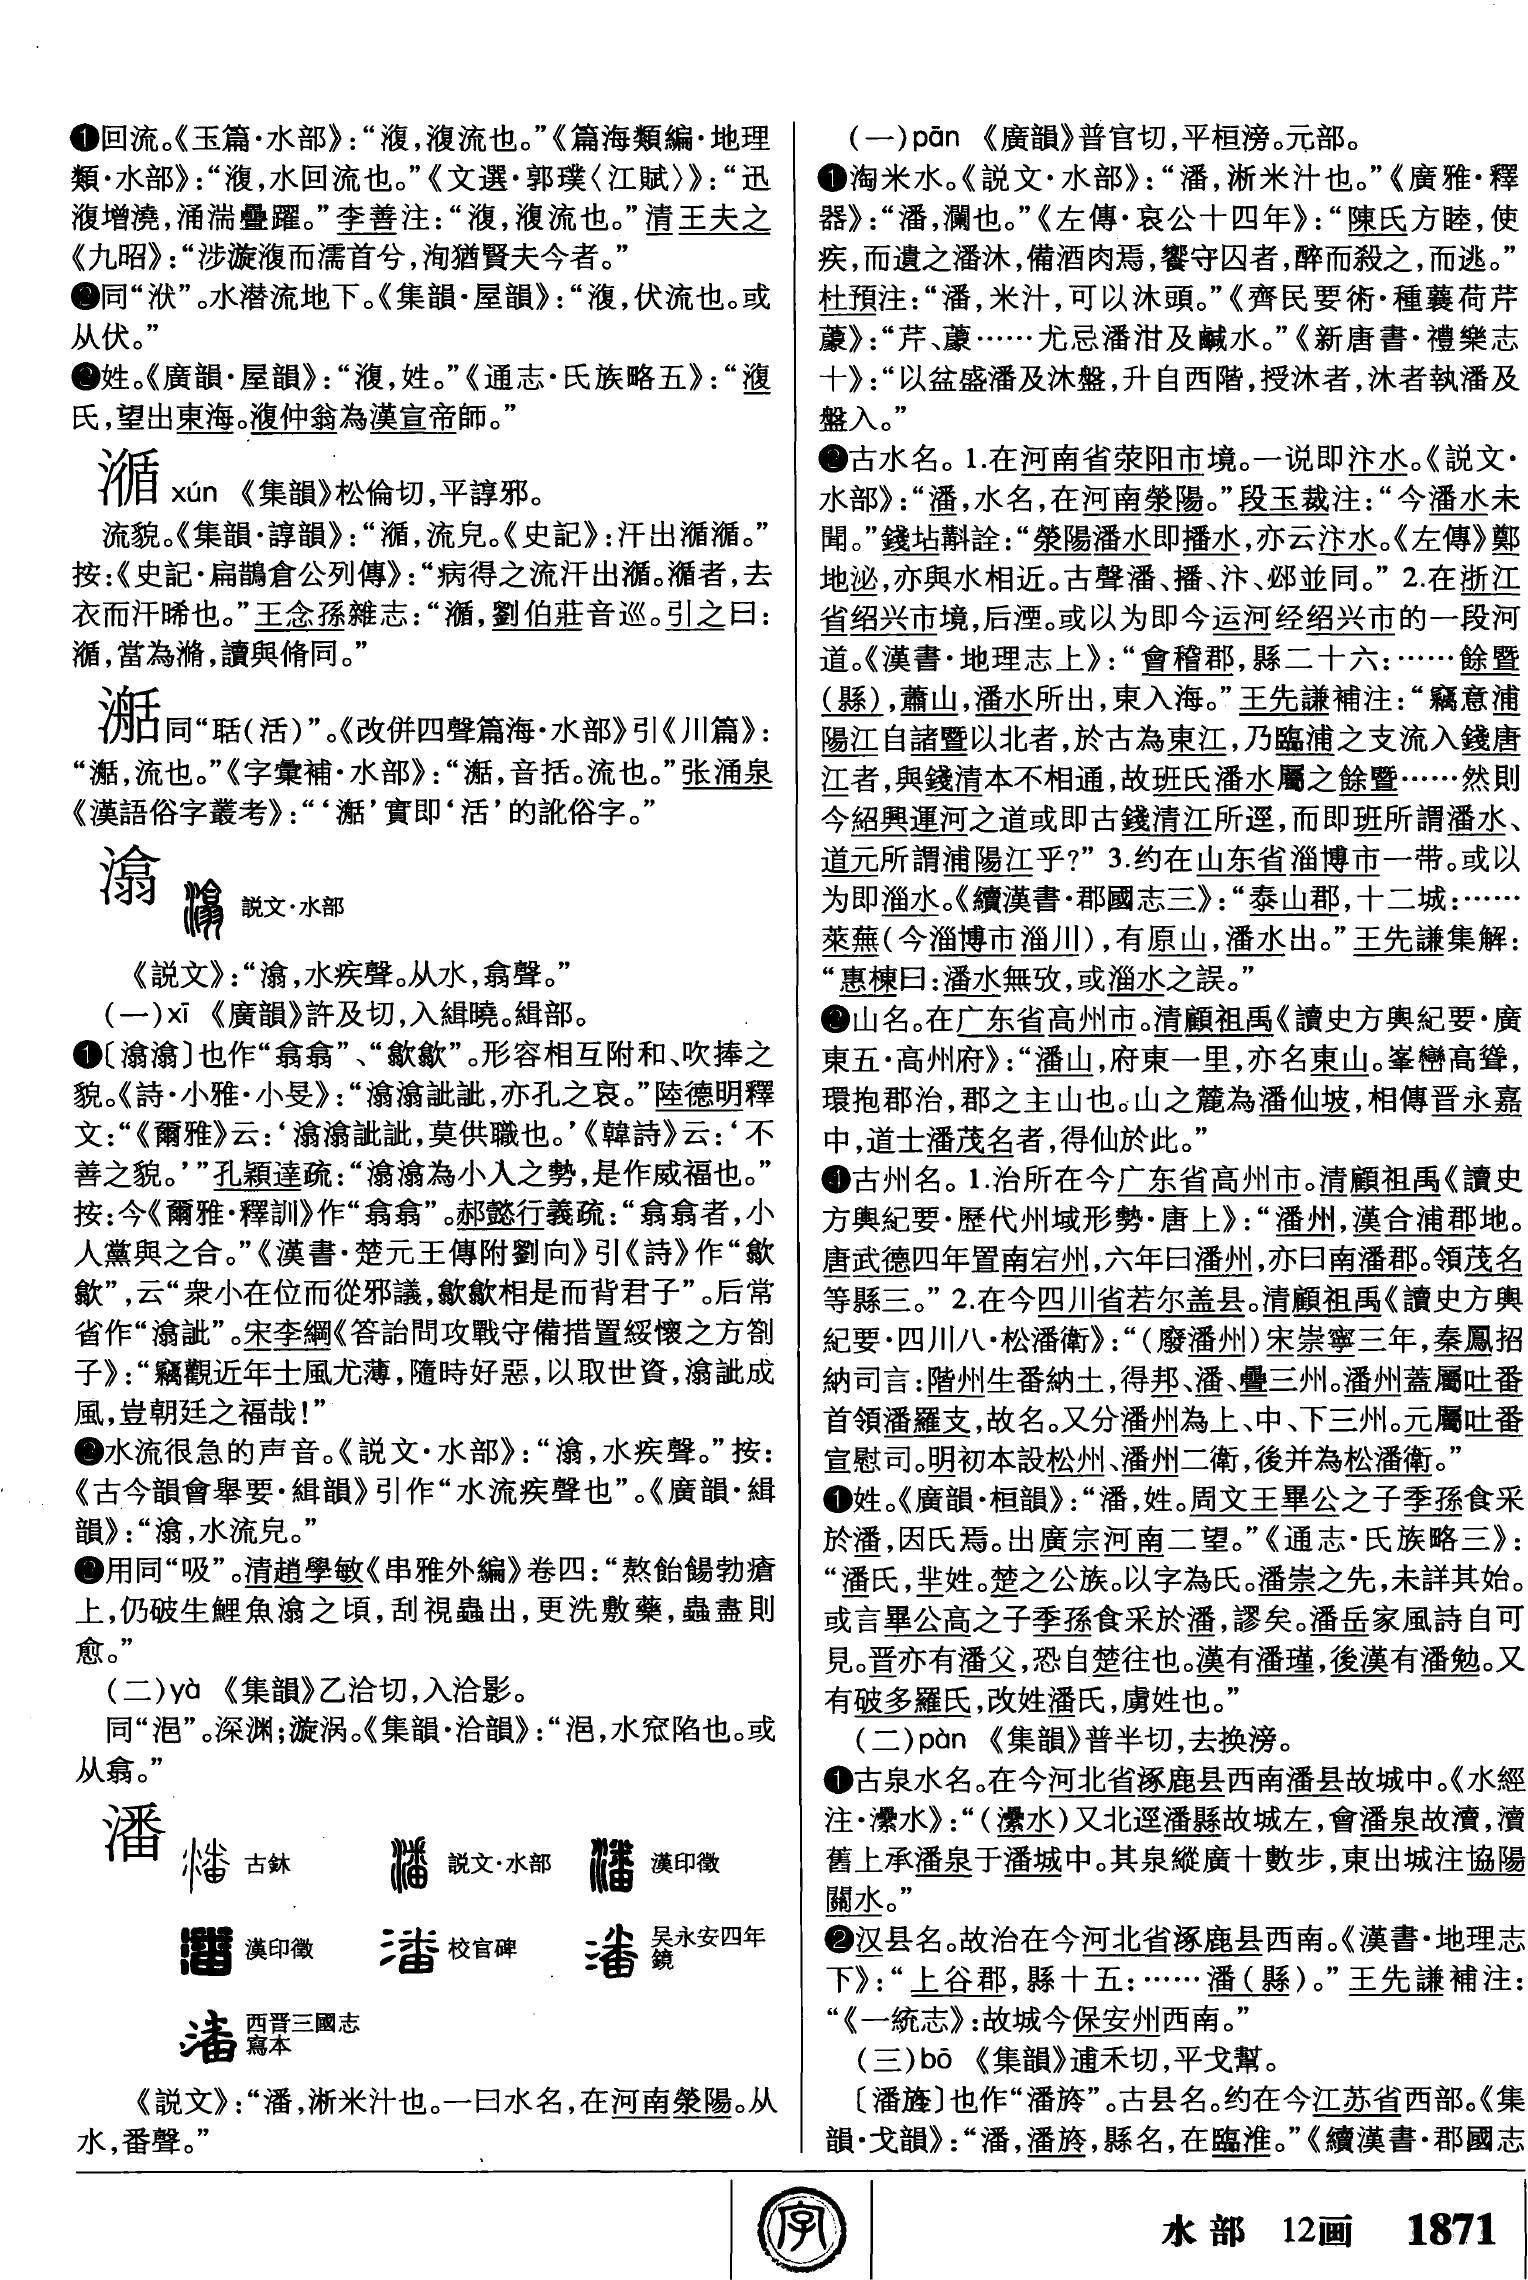 ❶回流。《玉篇·水部》：“澓，澓流也。”《篇海類編·地理
類·水部》：“澓，水回流也。”《文選·郭璞〈江賦〉》：“迅
澓增澆，涌湍疊躍。”李善注：“澓，澓流也。”清王夫之
《九昭》：“涉漩澓而濡首兮，洵猶賢夫今者。”
❷同“洑”。水潜流地下。《集韻·屋韻》：“澓，伏流也。或
从伏。”
❷姓。《廣韻·屋韻》：“澓，姓。”《通志·氏族略五》：“澓
氏，望出東海。澓仲翁為漢宣帝師。”
㵌 xún 《集韻》松倫切，平諄邪。
流貌。《集韻·諄韻》：“㵌，流皃。《史記》：汗出㵌㵌。”
按：《史記·扁鵲倉公列傳》：“病得之流汗出㵌。㵌者，去
衣而汗晞也。”王念孫雜志：“㵌，劉伯莊音巡。引之曰：
㵌，當為滫，讀與脩同。”
同“𣴠（活）”。《改併四聲篇海·水部》引《川篇》：
“，流也。”《字彙補·水部》：“，音括。流也。”张涌泉
《漢語俗字叢考》：“‘’實即‘活’的訛俗字。”
潝 説文·水部
《説文》：“潝，水疾聲。从水，翕聲。”
（一）xī 《廣韻》許及切，入緝曉。緝部。
❶〔潝潝〕也作“翕翕”、“歙歙”。形容相互附和、吹捧之
貌。《詩·小雅·小旻》：“潝潝訿訿，亦孔之哀。”陸德明釋
文：“《爾雅》云：‘潝潝訿訿，莫供職也。’《韓詩》云：‘不
善之貌。’”孔穎達疏：“潝潝為小人之勢，是作威福也。”
按：今《爾雅·釋訓》作“翕翕”。郝懿行義疏：“翕翕者，小
人黨與之合。”《漢書·楚元王傳附劉向》引《詩》作“歙
歙”，云“衆小在位而從邪議，歙歙相是而背君子”。后常
省作“潝訿”。宋李綱《答詒問攻戰守備措置綏懷之方劄
子》：“竊觀近年士風尤薄，隨時好惡，以取世資，潝訿成
風，豈朝廷之福哉！”
❷水流很急的声音。《説文·水部》：“潝，水疾聲。”按：
《古今韻會舉要·緝韻》引作“水流疾聲也”。《廣韻·緝
韻》：“潝，水流皃。”
❷用同“吸”。清趙學敏《串雅外編》卷四：“熬飴餳勃瘡
上，仍破生鯉魚潝之頃，刮視蟲出，更洗敷藥，蟲盡則
愈。”
（二）yà 《集韻》乙洽切，入洽影。
同“浥”。深渊；漩涡。《集韻·洽韻》：“浥，水窊陷也。或
从翕。”
潘 古鉥 説文·水部 漢印徵
漢印徵 校官碑 吴永安四年
鏡
西晋三國志
寫本
《説文》：“潘，淅米汁也。一曰水名，在河南滎陽。从
水，番聲。”
（一）pān 《廣韻》普官切，平桓滂。元部。
❶淘米水。《説文·水部》：“潘，淅米汁也。”《廣雅·釋
器》：“潘，瀾也。”《左傳·哀公十四年》：“陳氏方睦，使
疾，而遺之潘沐，備酒肉焉，饗守囚者，醉而殺之，而逃。”
杜預注：“潘，米汁，可以沐頭。”《齊民要術·種蘘荷芹
𧆑》：“芹、𧆑……尤忌潘泔及鹹水。”《新唐書·禮樂志
十》：“以盆盛潘及沐盤，升自西階，授沐者，沐者執潘及
盤入。”
❷古水名。1.在河南省荥阳市境。一说即汴水。《説文·
水部》：“潘，水名，在河南滎陽。”段玉裁注：“今潘水未
聞。”錢坫斠詮：“滎陽潘水即播水，亦云汴水。《左傳》鄭
地泌，亦與水相近。古聲潘、播、汴、邲並同。”2.在浙江
省绍兴市境，后湮。或以为即今运河经绍兴市的一段河
道。《漢書·地理志上》：“會稽郡，縣二十六：……餘暨
（縣），蕭山，潘水所出，東入海。”王先謙補注：“竊意浦
陽江自諸暨以北者，於古為東江，乃臨浦之支流入錢唐
江者，與錢清本不相通，故班氏潘水屬之餘暨……然則
今紹興運河之道或即古錢清江所逕，而即班所謂潘水、
道元所謂浦陽江乎？”3.约在山东省淄博市一带。或以
为即淄水。《續漢書·郡國志三》：“泰山郡，十二城：……
萊蕪（今淄博市淄川），有原山，潘水出。”王先謙集解：
“惠棟曰：潘水無攷，或淄水之誤。”
❷山名。在广东省高州市。清顧祖禹《讀史方輿紀要·廣
東五·高州府》：“潘山，府東一里，亦名東山。峯巒高聳，
環抱郡治，郡之主山也。山之麓為潘仙坡，相傳晋永嘉
中，道士潘茂名者，得仙於此。”
❹古州名。1.治所在今广东省高州市。清顧祖禹《讀史
方輿紀要·歷代州域形勢·唐上》：“潘州，漢合浦郡地。
唐武德四年置南宕州，六年曰潘州，亦曰南潘郡。領茂名
等縣三。”2.在今四川省若尔盖县。清顧祖禹《讀史方輿
紀要·四川八·松潘衛》：“（廢潘州）宋崇寧三年，秦鳳招
納司言：階州生番納土，得邦、潘、疊三州。潘州蓋屬吐番
首領潘羅支，故名。又分潘州為上、中、下三州。元屬吐番
宣慰司。明初本設松州、潘州二衛，後并為松潘衛。”
❶姓。《廣韻·桓韻》：“潘，姓。周文王畢公之子季孫食采
於潘，因氏焉。出廣宗河南二望。”《通志·氏族略三》：
“潘氏，芈姓。楚之公族。以字為氏。潘崇之先，未詳其始。
或言畢公高之子季孫食采於潘，謬矣。潘岳家風詩自可
見。晋亦有潘父，恐自楚往也。漢有潘瑾，後漢有潘勉。又
有破多羅氏，改姓潘氏，虜姓也。”
（二）pàn 《集韻》普半切，去换滂。
❶古泉水名。在今河北省涿鹿县西南潘县故城中。《水經
注·灅水》：“（灅水）又北逕潘縣故城左，會潘泉故瀆，瀆
舊上承潘泉于潘城中。其泉縱廣十數步，東出城注協陽
關水。”
❷汉县名。故治在今河北省涿鹿县西南。《漢書·地理志
下》：“上谷郡，縣十五：……潘（縣）。”王先謙補注：
“《一統志》：故城今保安州西南。”
（三）bō 《集韻》逋禾切，平戈幫。
〔潘旌〕也作“潘旍”。古县名。约在今江苏省西部。《集
韻·戈韻》：“潘，潘旍，縣名，在臨淮。”《續漢書·郡國志
字
水部 12画 1871